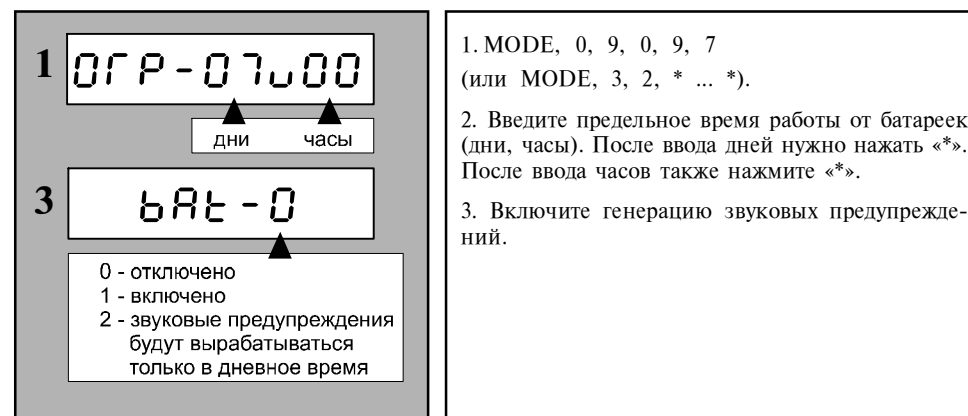 1 ОГР-07ч00
дни часы
3 bAt-0
0 - отключено
1 - включено
2 - звуковые предупреждения
будут вырабатываться
только в дневное время
1. MODE, 0, 9, 0, 9, 7
(или MODE, 3, 2, * ... *).
2. Введите предельное время работы от батареек
(дни, часы). После ввода дней нужно нажать «*».
После ввода часов также нажмите «*».
3. Включите генерацию звуковых предупрежде-
ний.